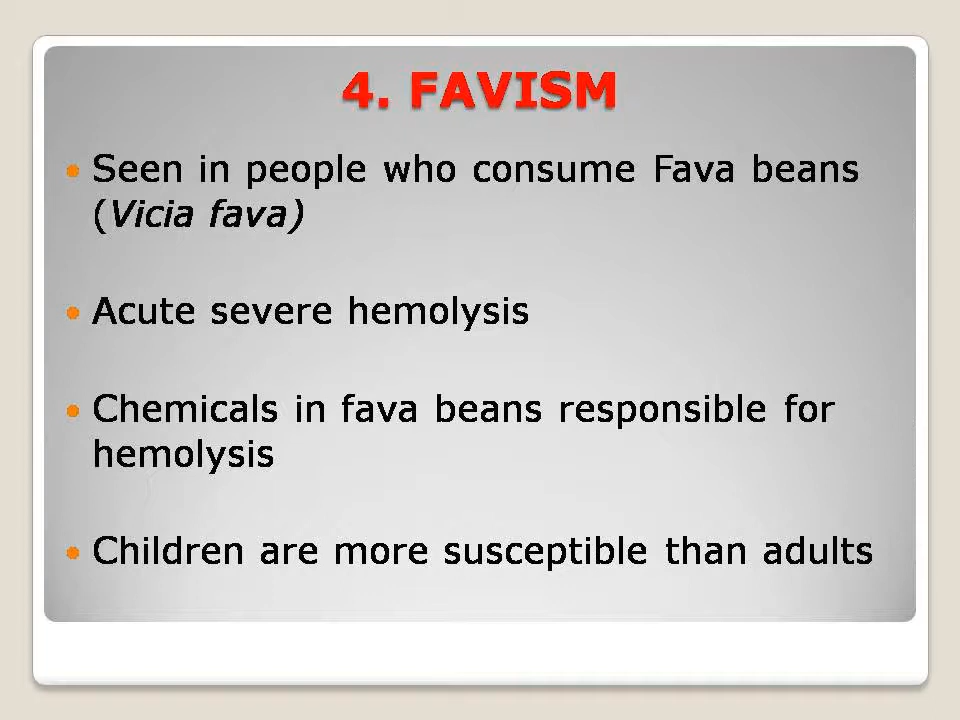 4. FAVISM
• Seen in people who consume Fava beans
(Vicia fava)
• Acute severe hemolysis
• Chemicals in fava beans responsible for
hemolysis
• Children are more susceptible than adults